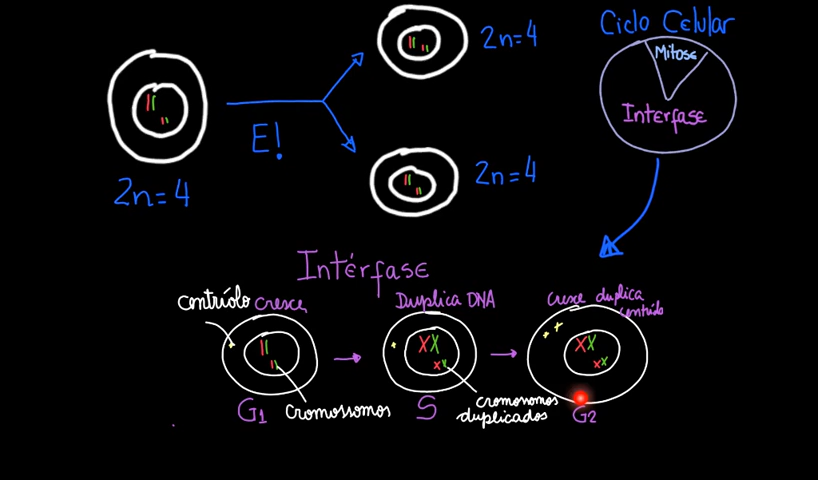 2n=4
Ciclo Celular
Mitose
Interfase
E!
2n=4
2n=4
Intérfase
centríolo cresce
Duplica DNA
cresce duplica
centríolo
cromossomos
cromosomos
duplicados
G1
S
G2